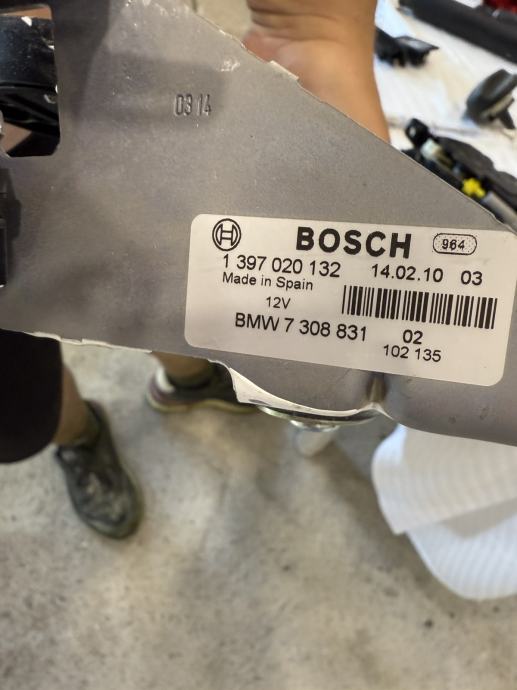 0314
BOSCH 964
1 397 020 132 14.02.10 03
Made in Spain
12V
BMW 7 308 831 02
102 135